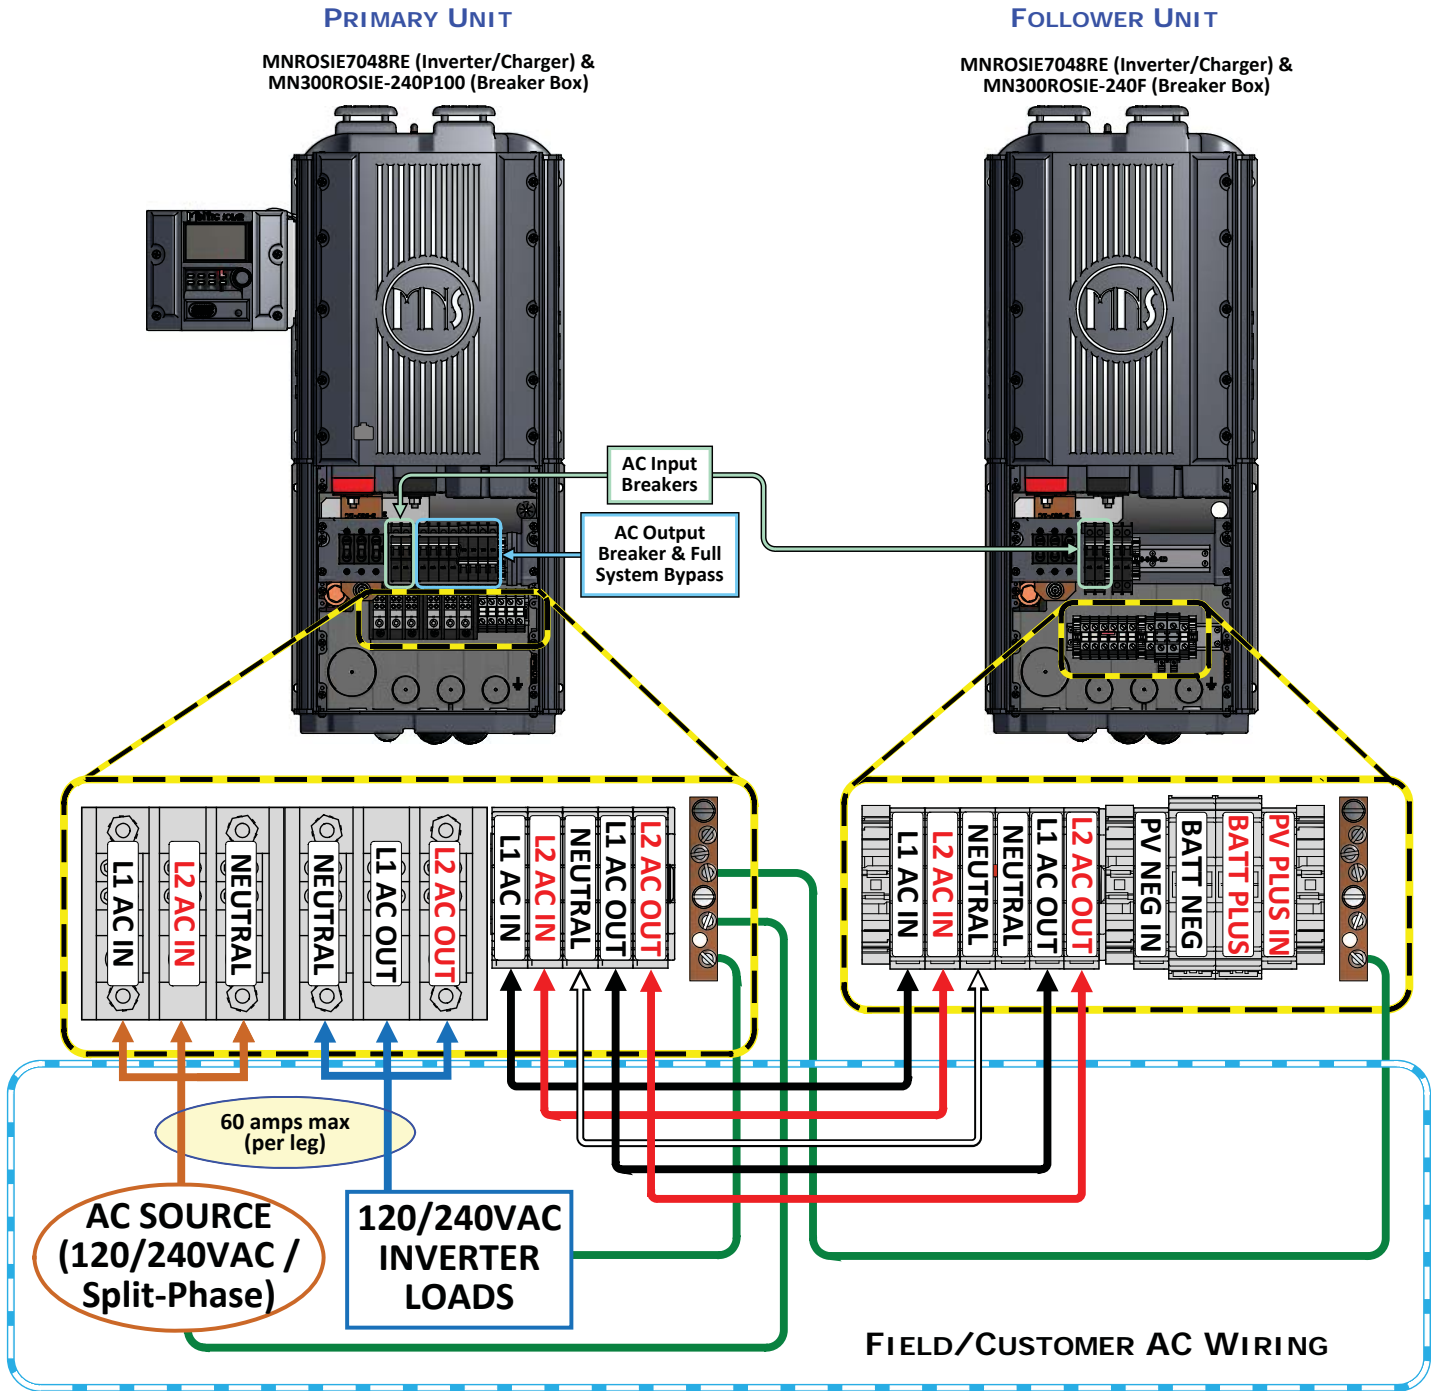 PRIMARY UNIT
MNROSIE7048RE (Inverter/Charger) &
MN300ROSIE-240P100 (Breaker Box)
FOLLOWER UNIT
MNROSIE7048RE (Inverter/Charger) &
MN300ROSIE-240F (Breaker Box)
MNS
MNS
AC Input
Breakers
AC Output
Breaker & Full
System Bypass
L1 AC IN
L2 AC IN
NEUTRAL
NEUTRAL
L1 AC OUT
L2 AC OUT
L1 AC IN
L2 AC IN
NEUTRAL
L1 AC OUT
L2 AC OUT
L1 AC IN
L2 AC IN
NEUTRAL
NEUTRAL
L1 AC OUT
L2 AC OUT
PV NEG IN
BATT NEG
BATT PLUS
PV PLUS IN
60 amps max
(per leg)
AC SOURCE
(120/240VAC /
Split-Phase)
120/240VAC
INVERTER
LOADS
FIELD/CUSTOMER AC WIRING